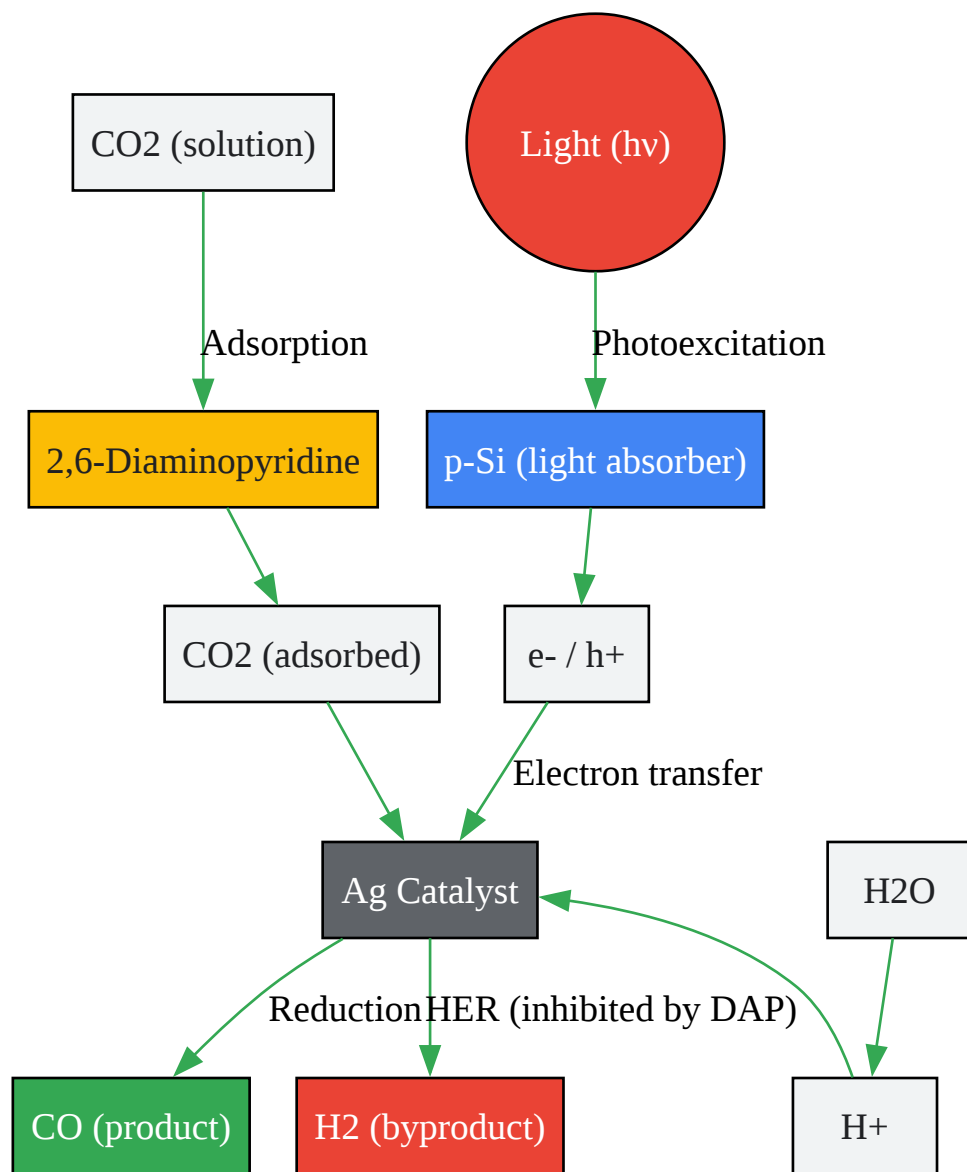 CO2 (solution)
Light (hν)
Adsorption
Photoexcitation
2,6-Diaminopyridine
p-Si (light absorber)
CO2 (adsorbed)
e- / h+
Electron transfer
Ag Catalyst
H2O
Reduction
HER (inhibited by DAP)
CO (product)
H2 (byproduct)
H+